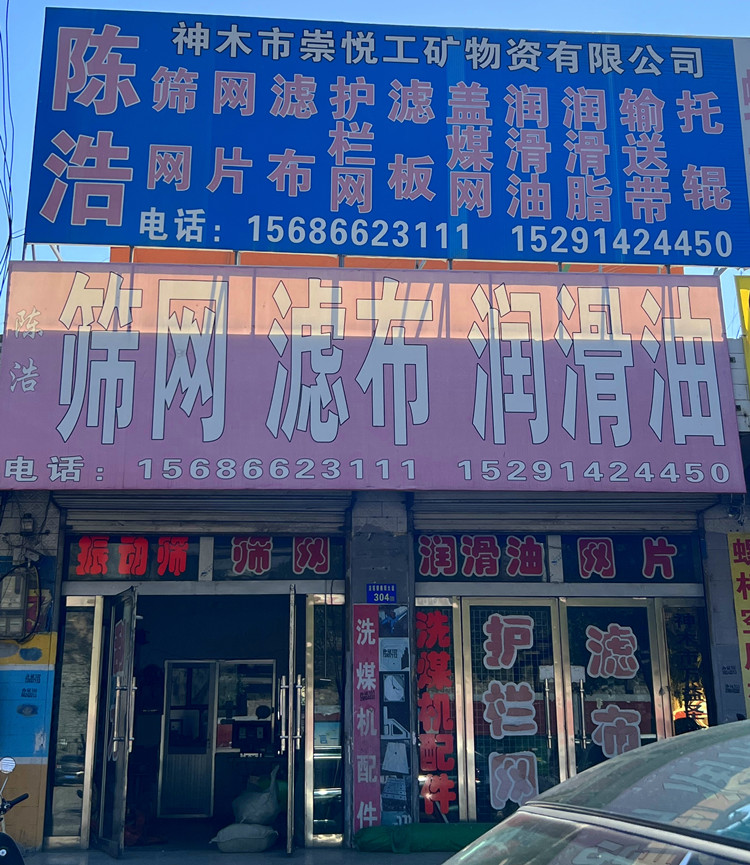 神木市崇悦工矿物资有限公司
陈浩
筛网 滤布 护栏网 滤板 盖煤网 润滑油 润滑脂 输送带 托辊
网片
电话：15686623111 15291424450
陈浩
筛网 滤布 润滑油
电话：15686623111 15291424450
振动筛 筛网 润滑油 网片
304
洗煤机配件
洗煤机配件
护栏网
滤布